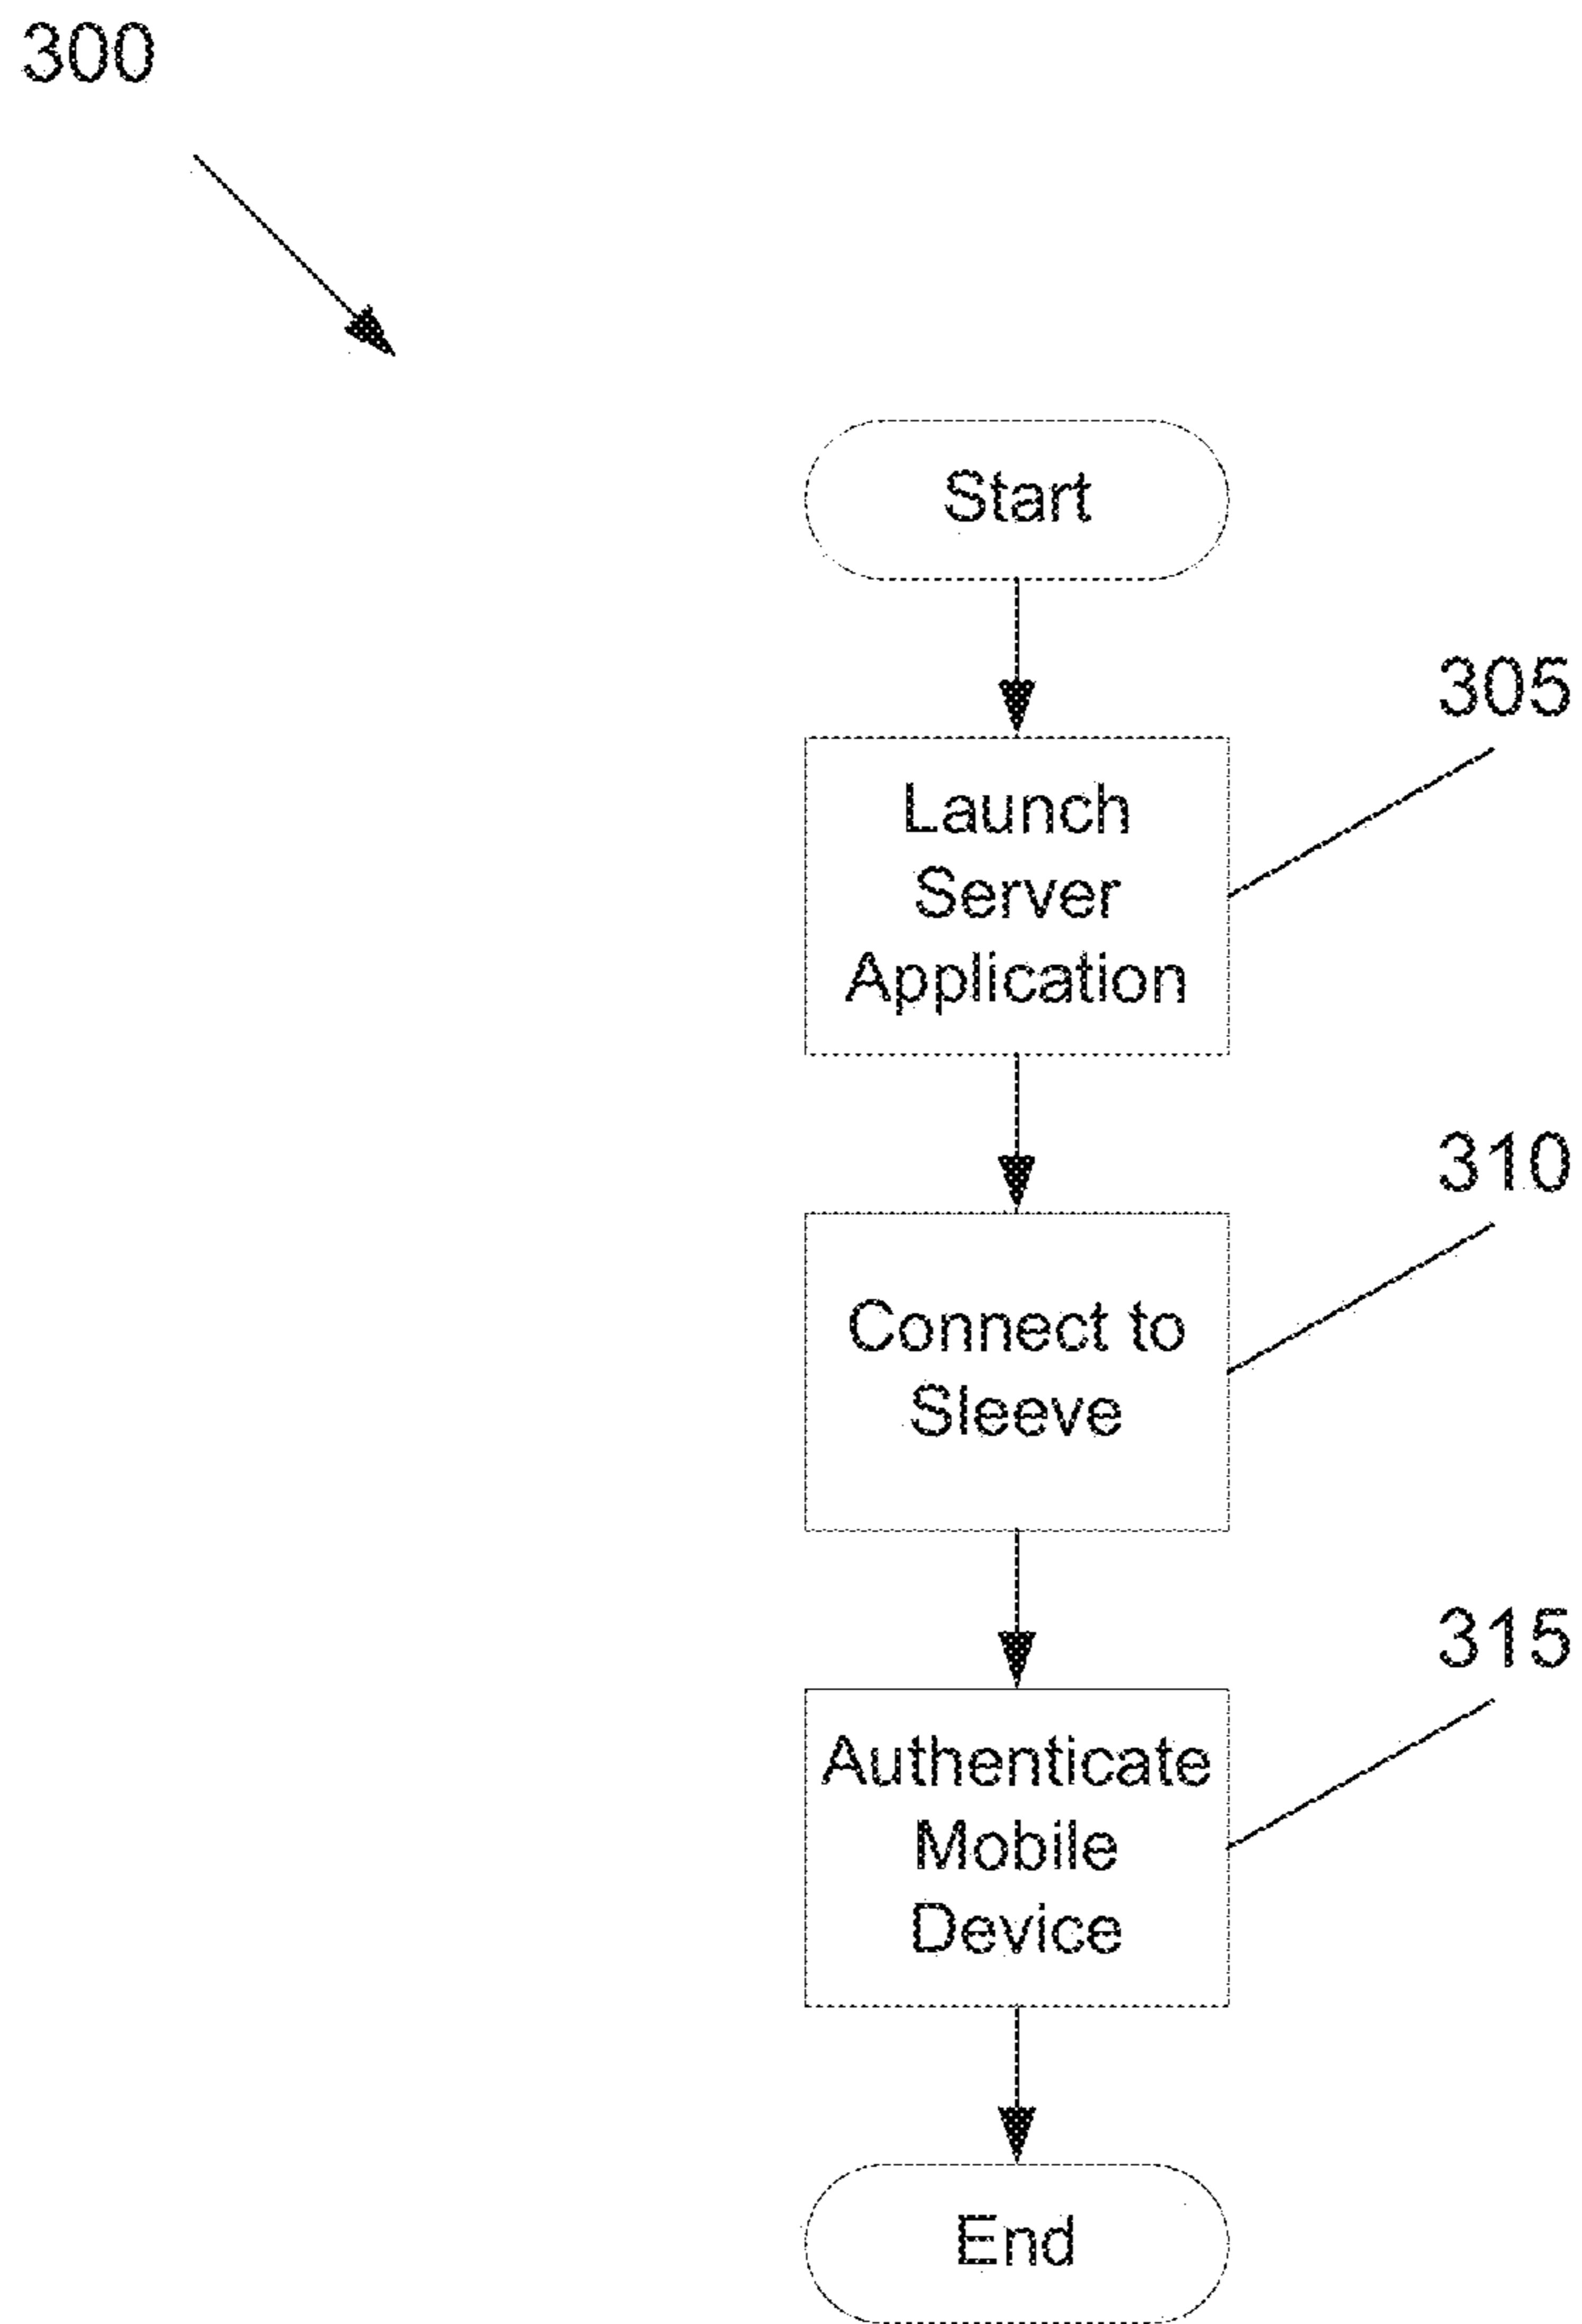 300
Start
305
Launch
Server
Application
310
Connect to
Sleeve
315
Authenticate
Mobile
Device
End